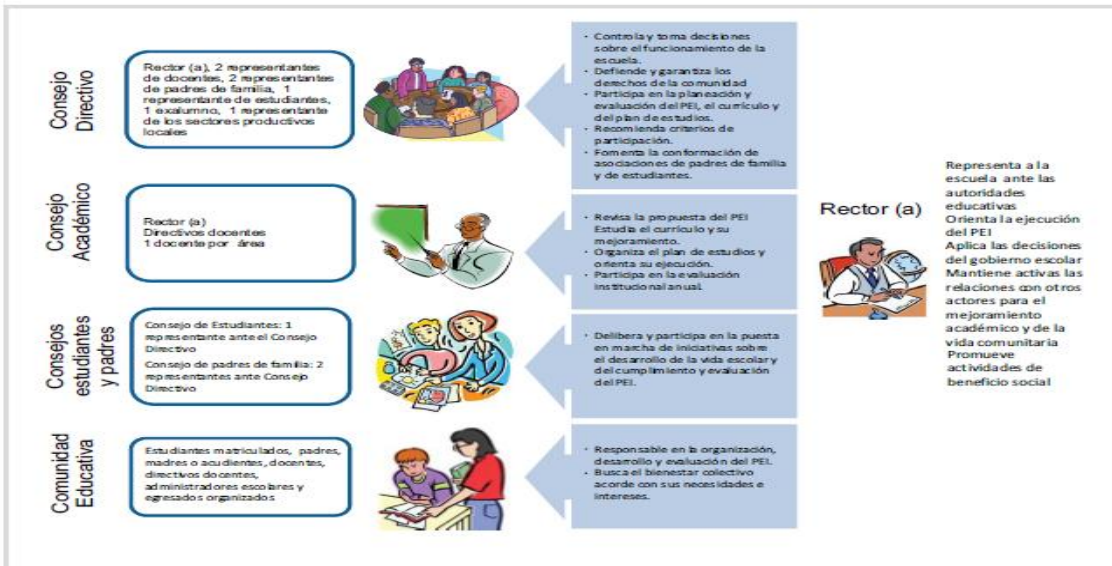 Consejo
Directivo
Rector (a), 2 representantes
de docentes, 2 representantes
de padres de familia, 1
representante de estudiantes,
1 exalumno, 1 representante
de los sectores productivos
locales
· Controla y toma decisiones
sobre el funcionamiento de la
escuela.
· Defiende y garantiza los
derechos de la comunidad
· Participa en la planeación y
evaluación del PEI, el currículo y
del plan de estudios.
· Recomienda criterios de
participación.
· Fomenta la conformación de
asociaciones de padres de familia
y de estudiantes.
Consejo
Académico
Rector (a)
Directivos docentes
1 docente por área
· Revisa la propuesta del PEI
Estudia el currículo y su
mejoramiento.
· Organiza el plan de estudios y
orienta su ejecución.
· Participa en la evaluación
institucional anual.
Consejos
estudiantes
y padres
Consejo de Estudiantes: 1
representante ante el Consejo
Directivo
Consejo de padres de familia: 2
representantes ante Consejo
Directivo
· Delibera y participa en la puesta
en marcha de iniciativas sobre
el desarrollo de la vida escolar y
del cumplimiento y evaluación
del PEI.
Comunidad
Educativa
Estudiantes matriculados, padres,
madres o acudientes, docentes,
directivos docentes,
administradores escolares y
egresados organizados
· Responsable en la organización,
desarrollo y evaluación del PEI.
· Busca el bienestar colectivo
acorde con sus necesidades e
intereses.
Rector (a)
Representa a la
escuela ante las
autoridades
educativas
Orienta la ejecución
del PEI
Aplica las decisiones
del gobierno escolar
Mantiene activas las
relaciones con otros
actores para el
mejoramiento
académico y de la
vida comunitaria
Promueve
actividades de
beneficio social